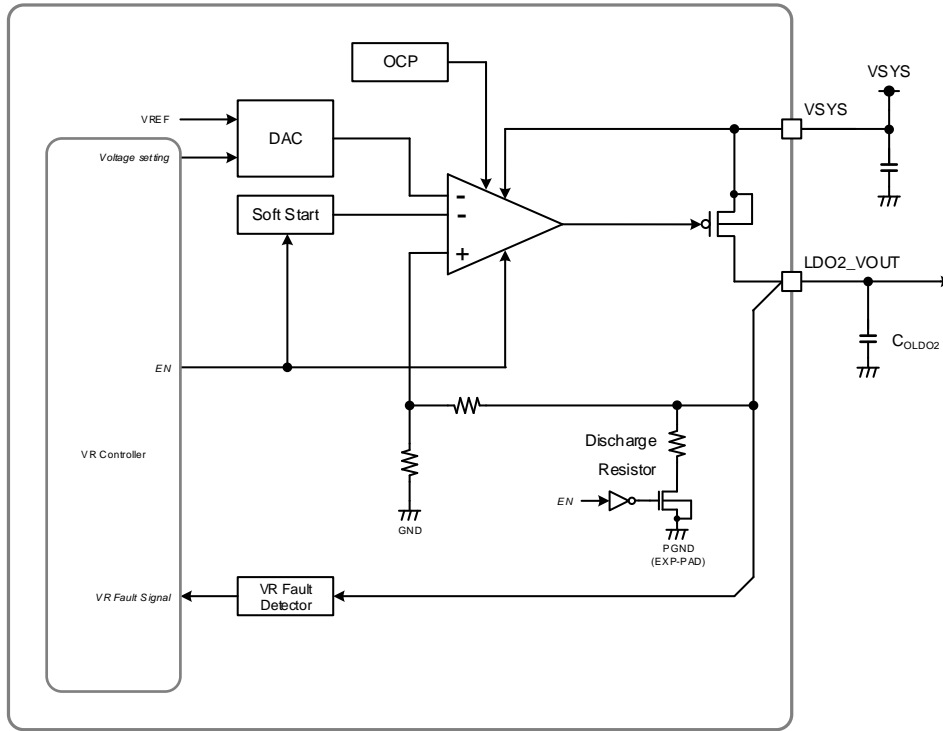 OCP
VSYS
VSYS
VREF
DAC
Voltage setting
-
Soft Start
-
+
LDO2_VOUT
COLDO2
EN
Discharge
Resistor
VR Controller
EN
GND
PGND
(EXP-PAD)
VR Fault
Detector
VR Fault Signal